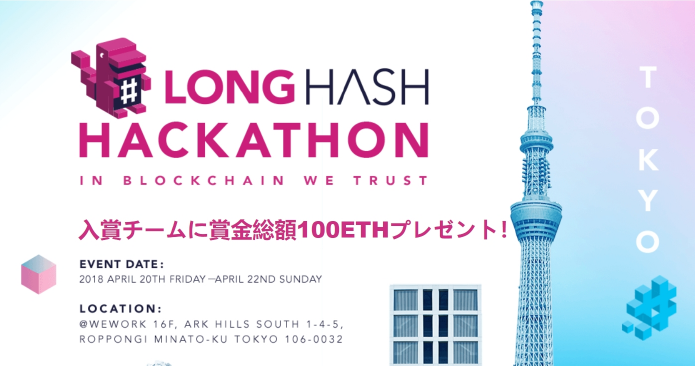 #
LONGHASH
HACKATHON
IN BLOCKCHAIN WE TRUST
入賞チームに賞金総額100ETHプレゼント!
EVENT DATE:
2018 APRIL 20TH FRIDAY—APRIL 22ND SUNDAY
LOCATION:
@WEWORK 16F, ARK HILLS SOUTH 1-4-5,
ROPPONGI MINATO-KU TOKYO 106-0032
TOKYO
#